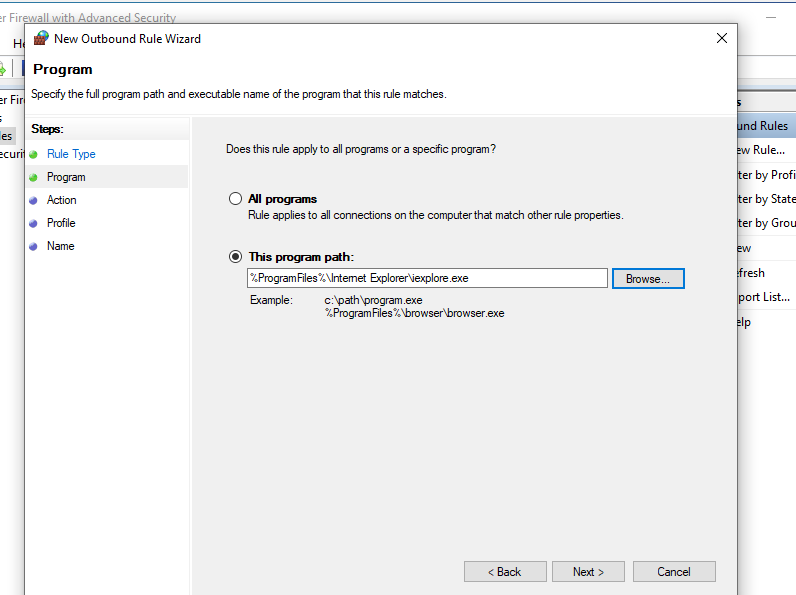 er Firewall with Advanced Security
He
New Outbound Rule Wizard
Program
Specify the full program path and executable name of the program that this rule matches.
Steps:
Rule Type
Program
Action
Profile
Name
Does this rule apply to all programs or a specific program?
All programs
Rule applies to all connections on the computer that match other rule properties.
This program path:
%ProgramFiles%\Internet Explorer\iexplore.exe
Browse...
Example:
c:\path\program.exe
%ProgramFiles%\browser\browser.exe
< Back
Next >
Cancel
er Fire
s
les
ecurit
s
und Rules
ew Rule...
ter by Profi
ter by State
ter by Grou
ew
efresh
port List...
elp